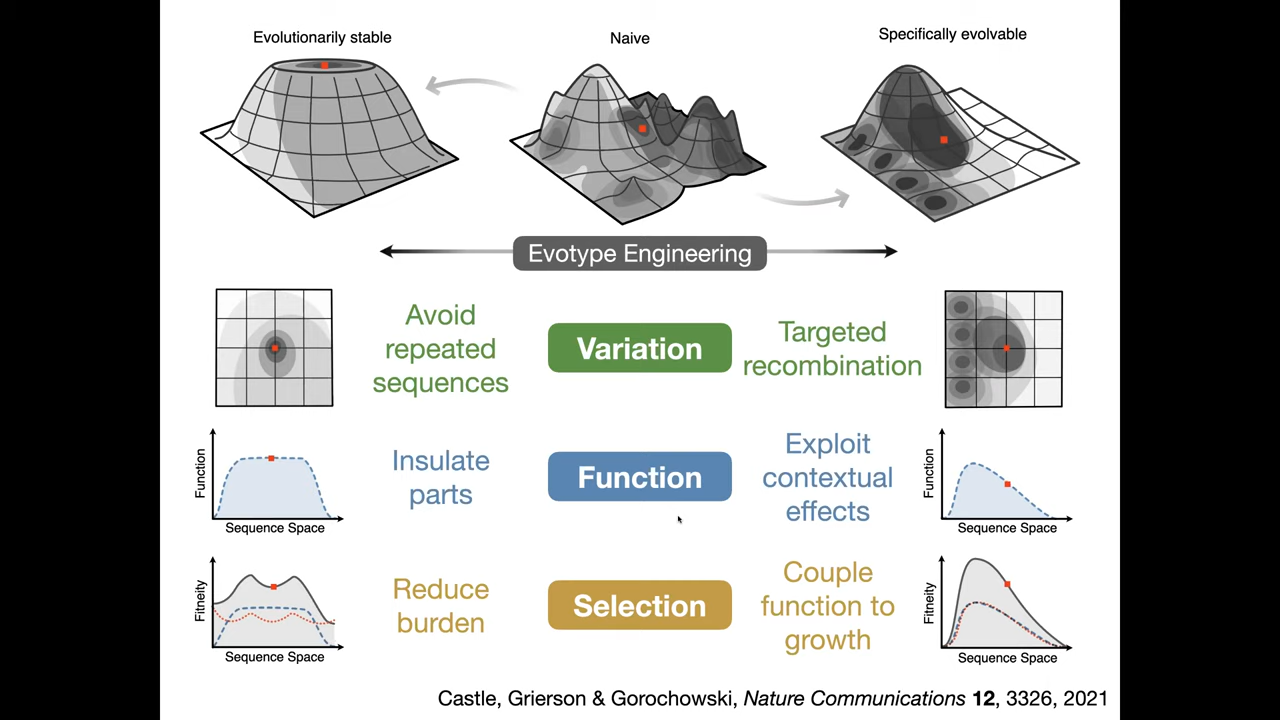 Evolutionarily stable
Naive
Specifically evolvable
Evotype Engineering
Avoid
repeated
sequences
Variation
Targeted
recombination
Function
Sequence Space
Insulate
parts
Function
Exploit
contextual
effects
Function
Sequence Space
Fitneity
Sequence Space
Reduce
burden
Selection
Couple
function to
growth
Fitneity
Sequence Space
Castle, Grierson & Gorochowski, Nature Communications 12, 3326, 2021